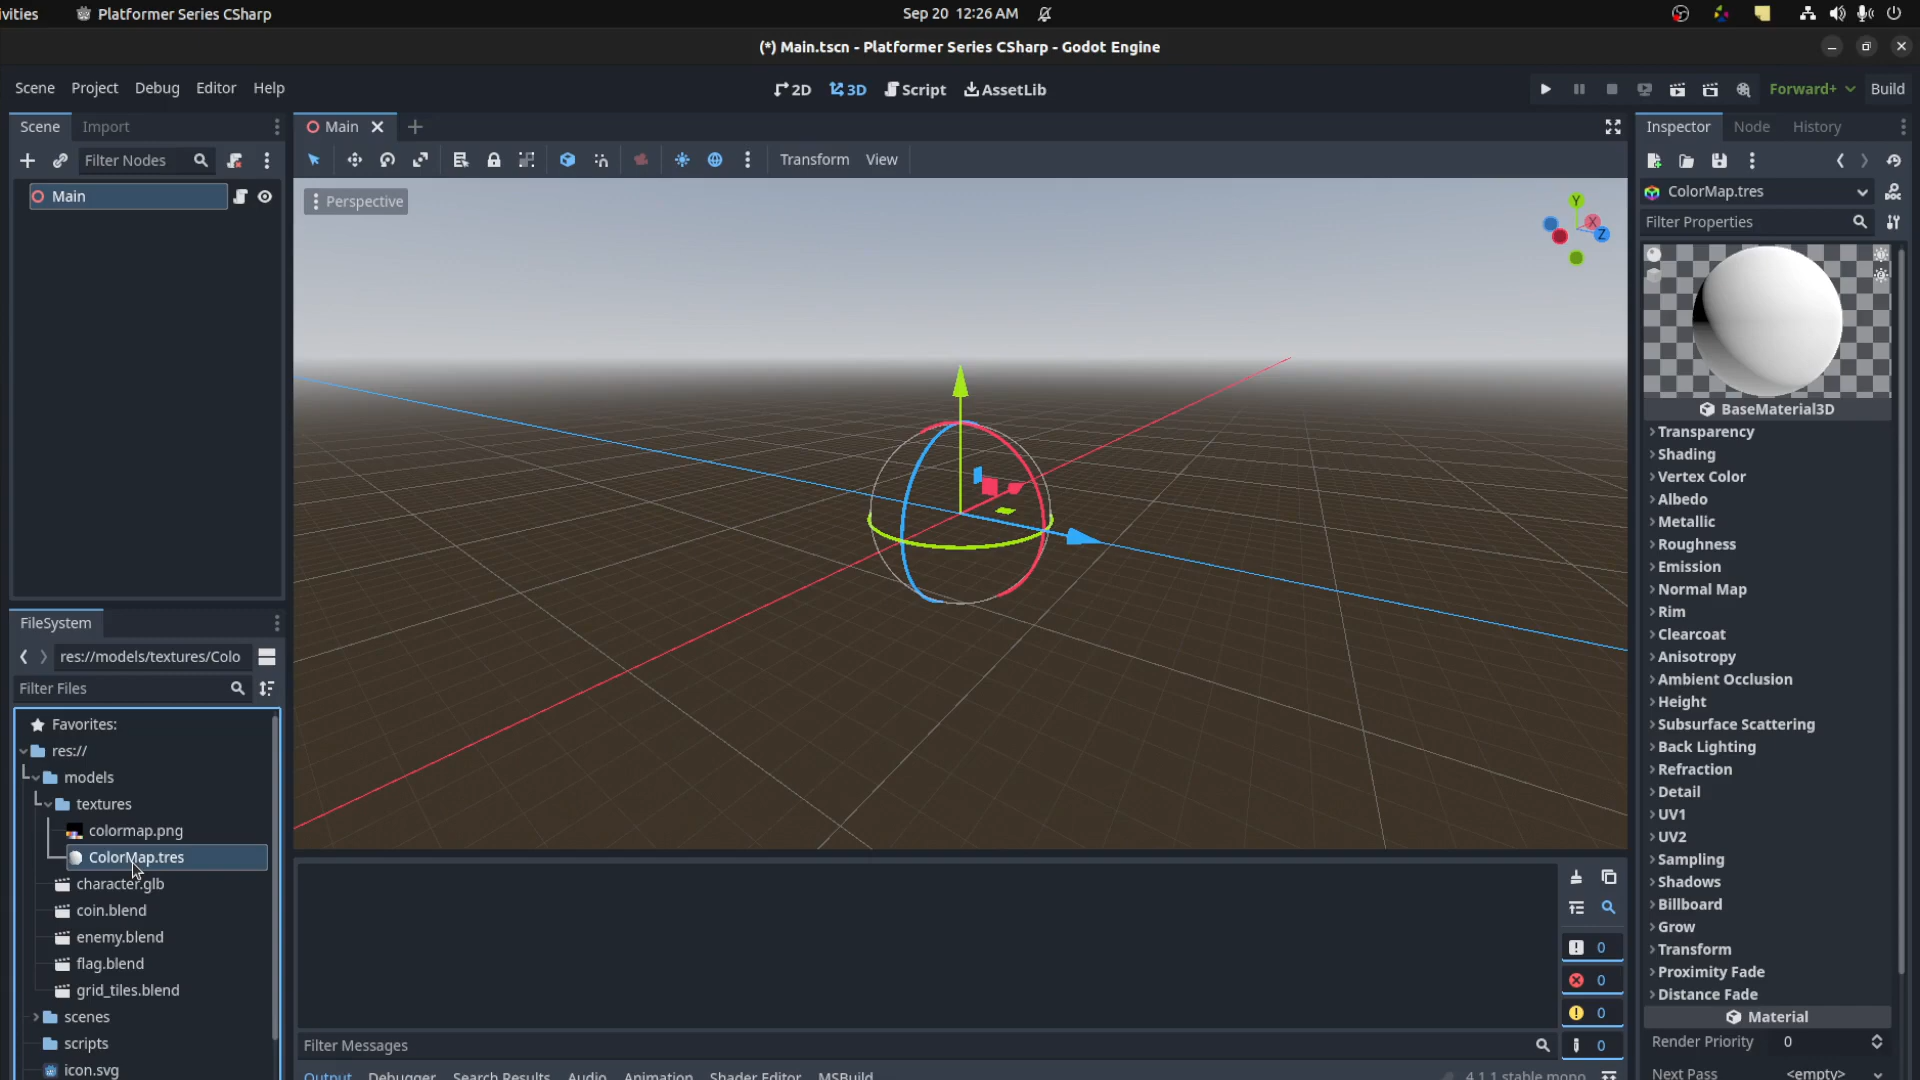 ivities
Platformer Series CSharp
Sep 20 12:26 AM
(*) Main.tscn - Platformer Series CSharp - Godot Engine
Scene Project Debug Editor Help
2D 3D Script AssetLib
Forward+ Build
Scene Import
Main
Inspector Node History
Filter Nodes
Transform View
Main
Perspective
Y
X
Z
ColorMap.tres
Filter Properties
BaseMaterial3D
Transparency
Shading
Vertex Color
Albedo
Metallic
Roughness
Emission
Normal Map
Rim
Clearcoat
Anisotropy
Ambient Occlusion
Height
Subsurface Scattering
Back Lighting
Refraction
Detail
UV1
UV2
Sampling
Shadows
Billboard
Grow
Transform
Proximity Fade
Distance Fade
Material
Render Priority 0
Next Pass <empty>
FileSystem
res://models/textures/Colo
Filter Files
Favorites:
res://
models
textures
colormap.png
ColorMap.tres
character.glb
coin.blend
enemy.blend
flag.blend
grid_tiles.blend
scenes
scripts
icon.svg
0
0
0
0
Filter Messages
Output Debugger Search Results Audio Animation Shader Editor MSBuild
4.1.1.stable.mono